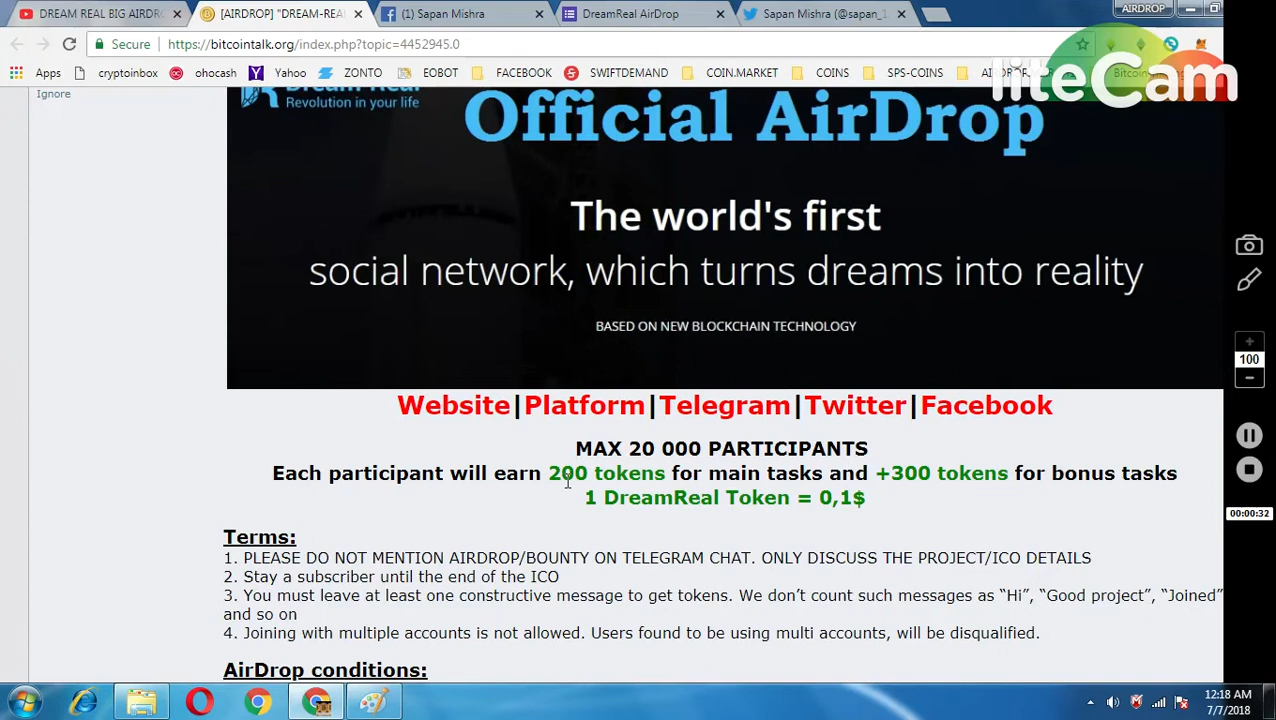 DREAM REAL BIG AIRDR
[AIRDROP] "DREAM-REAL
(1) Sapan Mishra
DreamReal AirDrop
Sapan Mishra (@sapan_1
AIRDROP
Secure
https://bitcointalk.org/index.php?topic=4452945.0
Apps
cryptoinbox
ohocash
Yahoo
ZOHO
EOBOT
FACEBOOK
SWIFTDEMAND
COIN.MARKET
COINS
SPS-COINS
liteCam
Ignore
Dream Real
Revolution in your life
Official AirDrop
The world's first
social network, which turns dreams into reality
BASED ON NEW BLOCKCHAIN TECHNOLOGY
Website|Platform|Telegram|Twitter|Facebook
MAX 20 000 PARTICIPANTS
Each participant will earn 200 tokens for main tasks and +300 tokens for bonus tasks
1 DreamReal Token = 0,1$
Terms:
1. PLEASE DO NOT MENTION AIRDROP/BOUNTY ON TELEGRAM CHAT. ONLY DISCUSS THE PROJECT/ICO DETAILS
2. Stay a subscriber until the end of the ICO
3. You must leave at least one constructive message to get tokens. We don't count such messages as “Hi”, “Good project”, “Joined”
and so on
4. Joining with multiple accounts is not allowed. Users found to be using multi accounts, will be disqualified.
AirDrop conditions:
100
00:00:32
12:18 AM
7/7/2018